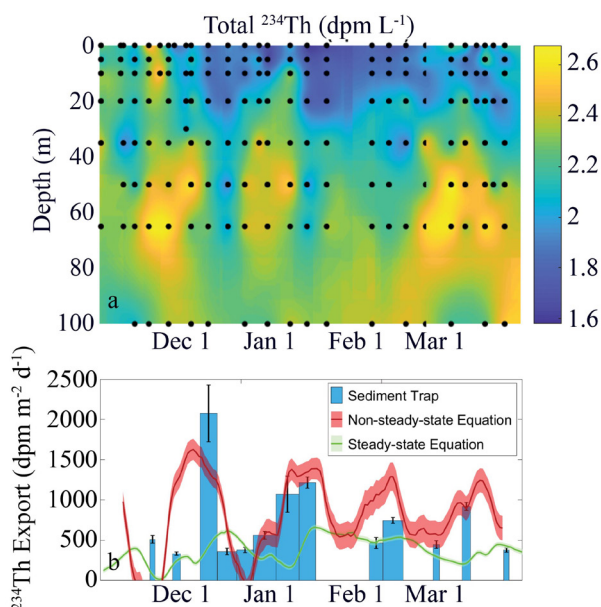 Total ²³⁴Th (dpm L⁻¹)
0
20
40
60
80
100
Depth (m)
a
Dec 1
Jan 1
Feb 1
Mar 1
2.6
2.4
2.2
2
1.8
1.6
²³⁴Th Export (dpm m⁻² d⁻¹)
2500
2000
1500
1000
500
0
Sediment Trap
Non-steady-state Equation
Steady-state Equation
b
Dec 1
Jan 1
Feb 1
Mar 1